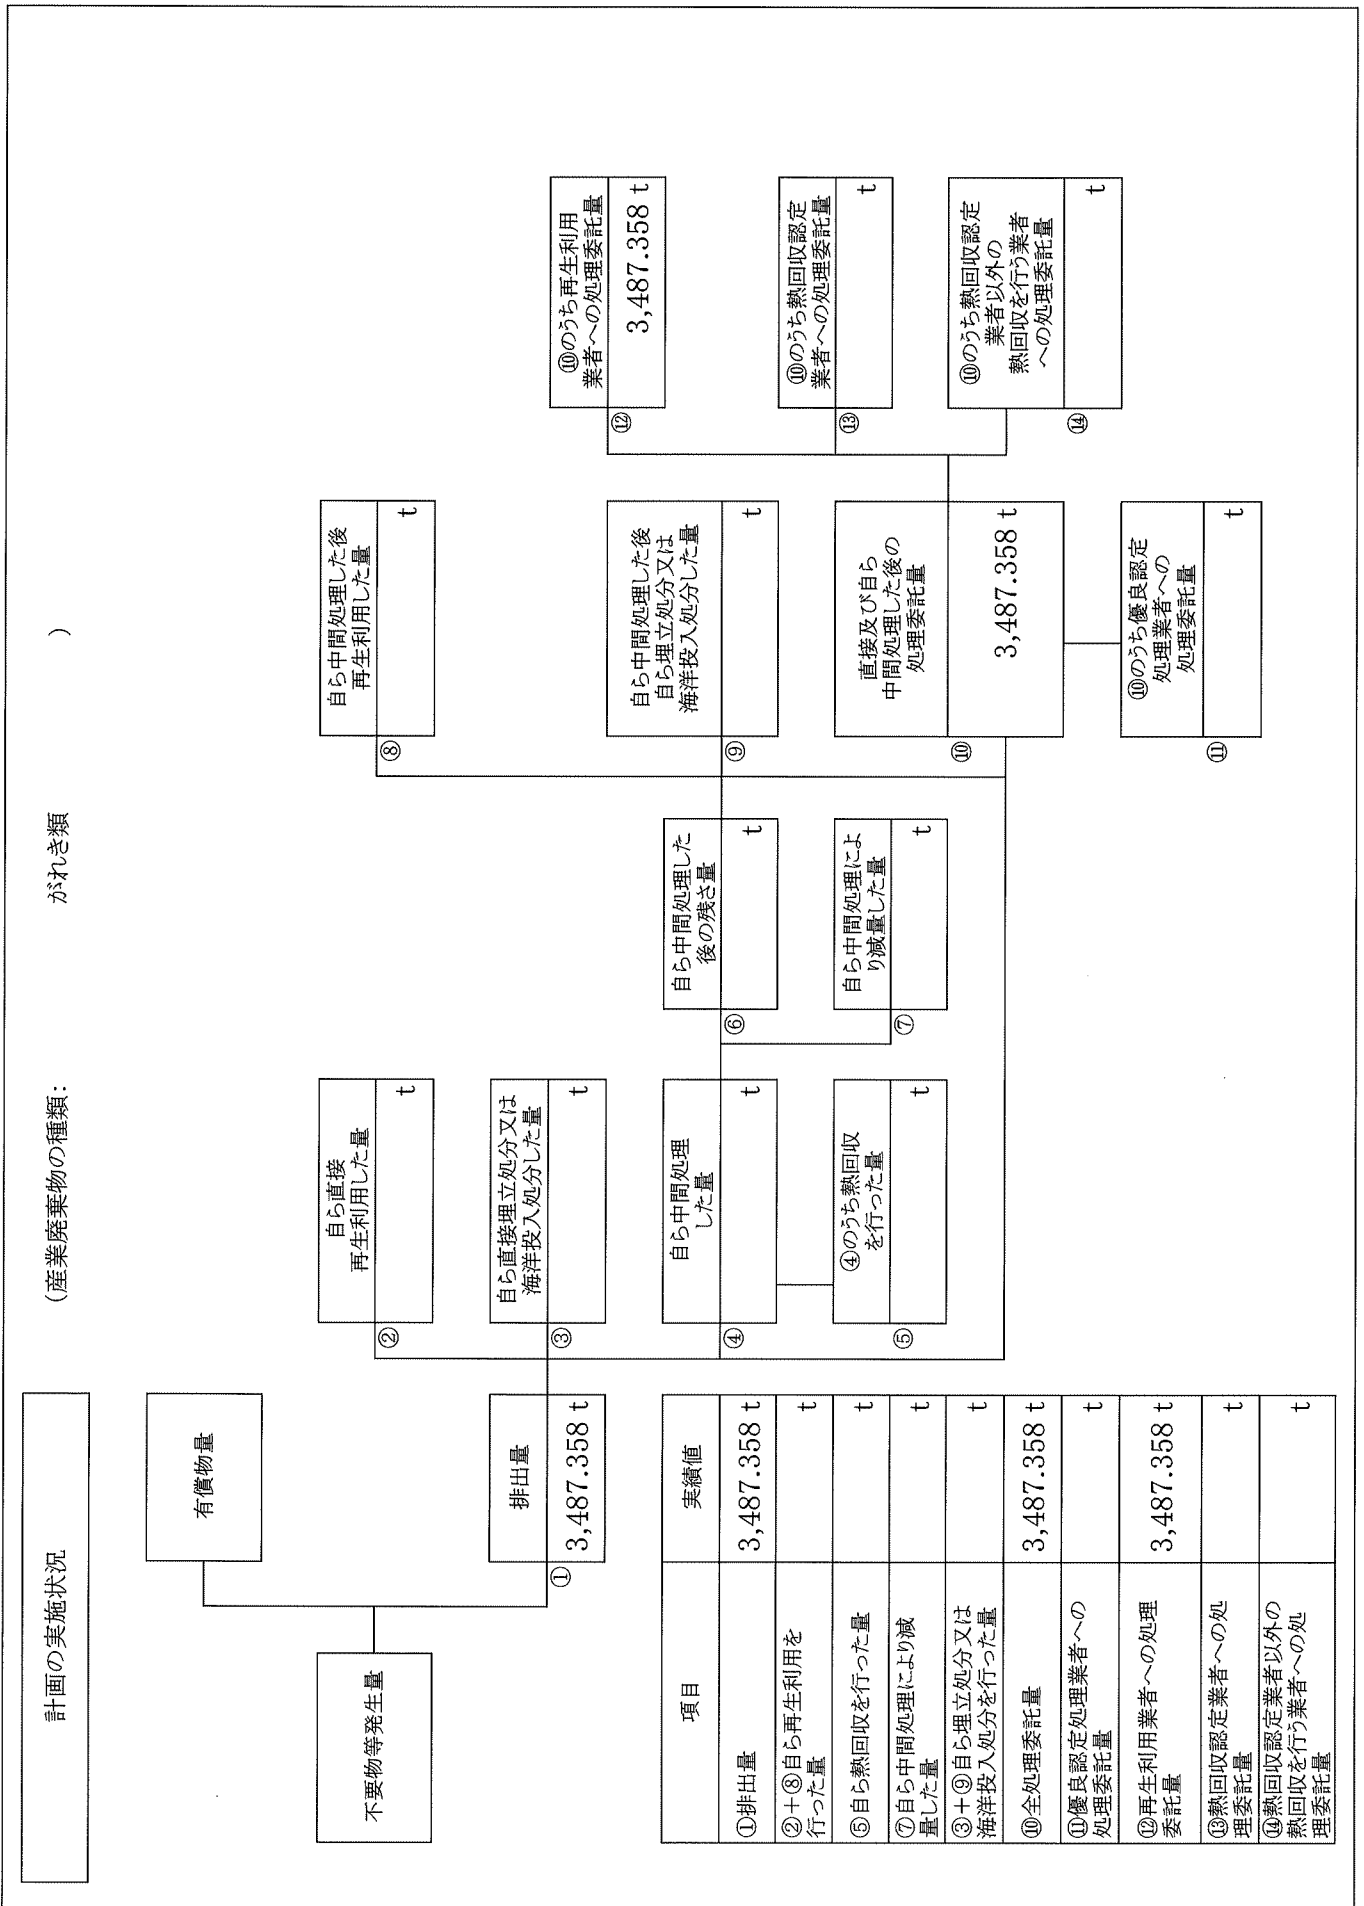 計画の実施状況
(産業廃棄物の種類: がれき類 )
有償物量
不要物等発生量
排出量
① 3,487.358 t
自ら直接
再生利用した量
② t
自ら直接埋立処分又は
海洋投入処分した量
③ t
自ら中間処理
した量
④ t
④のうち熱回収
を行った量
⑤ t
自ら中間処理した
後の残さ量
⑥ t
自ら中間処理によ
り減量した量
⑦ t
自ら中間処理した後
再生利用した量
⑧ t
自ら中間処理した後
自ら埋立処分又は
海洋投入処分した量
⑨ t
直接及び自ら
中間処理した後の
処理委託量
⑩ 3,487.358 t
⑩のうち優良認定
処理業者への
処理委託量
⑪ t
⑩のうち再生利用
業者への処理委託量
⑫ 3,487.358 t
⑩のうち熱回収認定
業者への処理委託量
⑬ t
⑩のうち熱回収認定
業者以外の
熱回収を行う業者
への処理委託量
⑭ t
項目 実績値
①排出量 3,487.358 t
②+⑧自ら再生利用を
行った量 t
⑤自ら熱回収を行った量 t
⑦自ら中間処理により減
量した量 t
③+⑨自ら埋立処分又は
海洋投入処分を行った量 t
⑩全処理委託量 3,487.358 t
⑪優良認定処理業者への
処理委託量 t
⑫再生利用業者への処理
委託量 3,487.358 t
⑬熱回収認定業者への処
理委託量 t
⑭熱回収認定業者以外の
熱回収を行う業者への処
理委託量 t